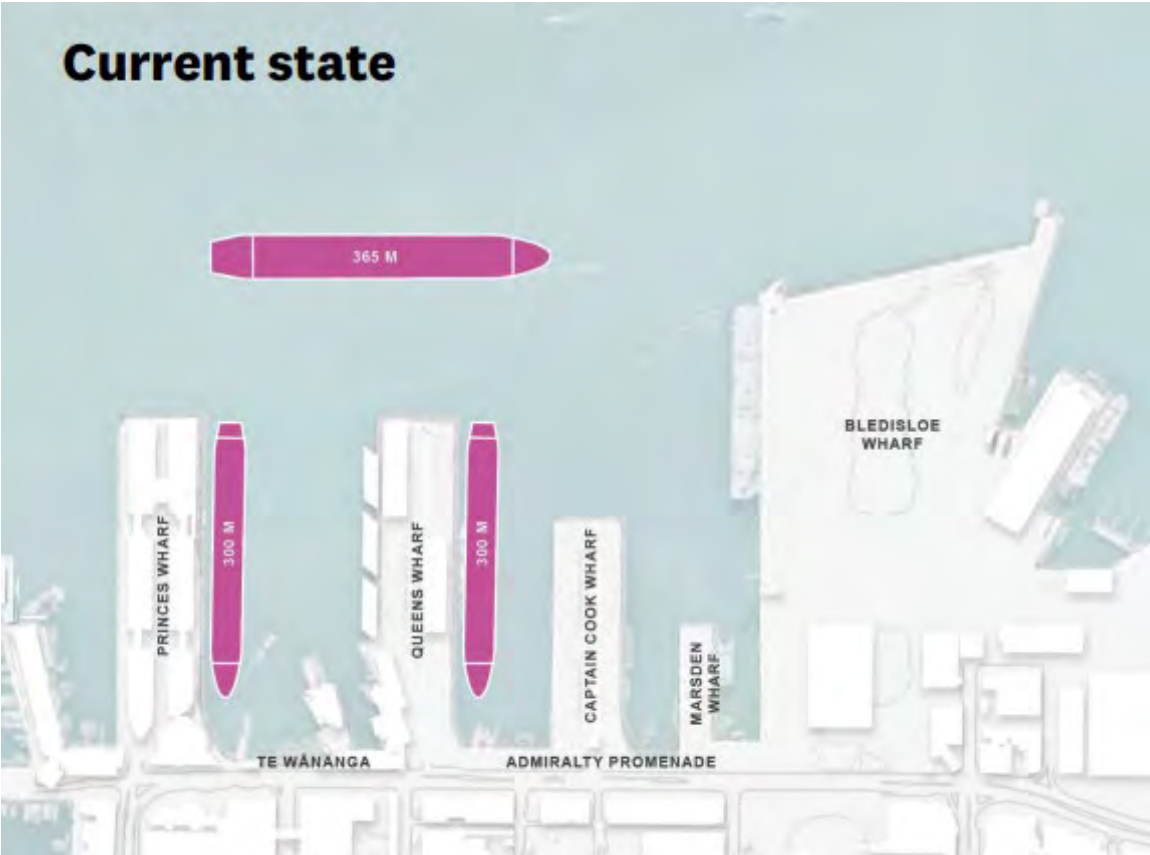 Current state
365 M
BLEDISLOE
WHARF
PRINCES WHARF
300 M
QUEENS WHARF
300 M
CAPTAIN COOK WHARF
MARSDEN
WHARF
TE WĀNANGA
ADMIRALTY PROMENADE